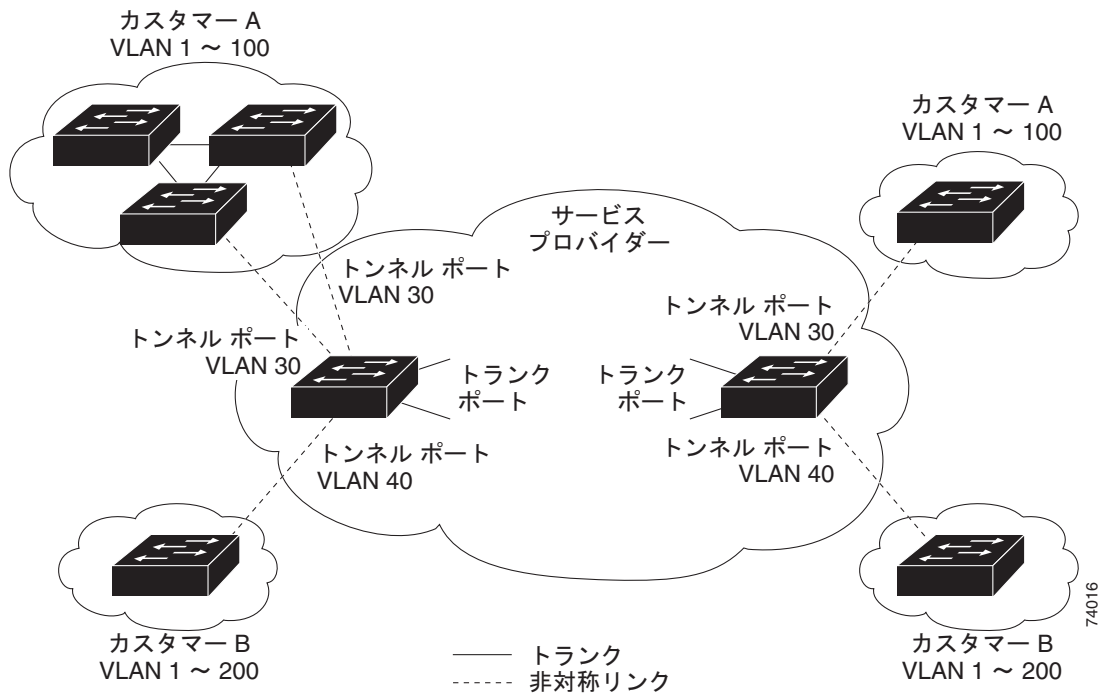 カスタマー A
VLAN 1 ～ 100
カスタマー A
VLAN 1 ～ 100
サービス
プロバイダー
トンネル ポート
VLAN 30
トンネル ポート
VLAN 30
トンネル ポート
VLAN 30
トランク
ポート
トランク
ポート
トンネル ポート
VLAN 40
トンネル ポート
VLAN 40
カスタマー B
VLAN 1 ～ 200
カスタマー B
VLAN 1 ～ 200
74016
トランク
非対称リンク